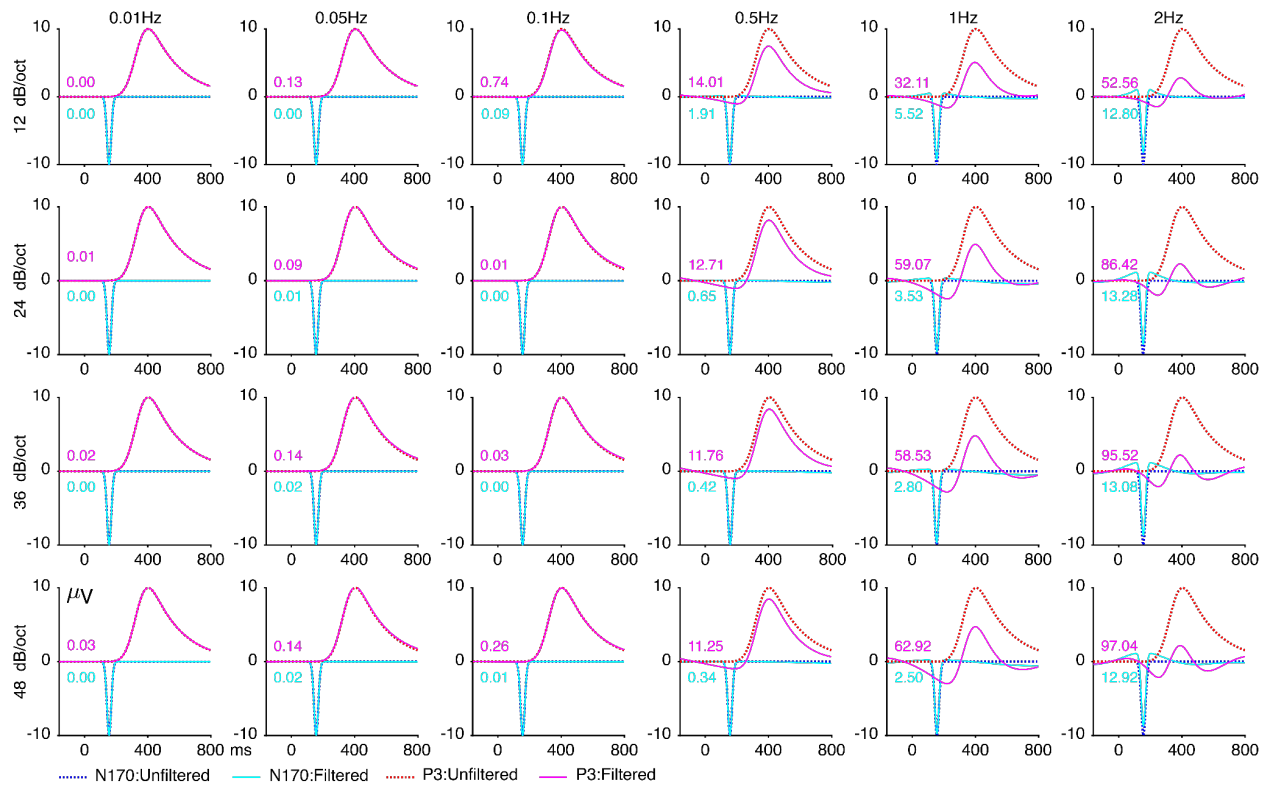 0.01Hz 0.05Hz 0.1Hz 0.5Hz 1Hz 2Hz
12 dB/oct
10 10 10 10 10 10
0.00 0.13 0.74 14.01 32.11 52.56
0 0 0 0 0 0
0.00 0.00 0.09 1.91 5.52 12.80
-10 -10 -10 -10 -10 -10
0 400 800 0 400 800 0 400 800 0 400 800 0 400 800 0 400 800
24 dB/oct
10 10 10 10 10 10
0.01 0.09 0.01 12.71 59.07 86.42
0 0 0 0 0 0
0.00 0.01 0.00 0.65 3.53 13.28
-10 -10 -10 -10 -10 -10
0 400 800 0 400 800 0 400 800 0 400 800 0 400 800 0 400 800
36 dB/oct
10 10 10 10 10 10
0.02 0.14 0.03 11.76 58.53 95.52
0 0 0 0 0 0
0.00 0.02 0.00 0.42 2.80 13.08
-10 -10 -10 -10 -10 -10
0 400 800 0 400 800 0 400 800 0 400 800 0 400 800 0 400 800
48 dB/oct
10 10 10 10 10 10
μV
0.03 0.14 0.26 11.25 62.92 97.04
0 0 0 0 0 0
0.00 0.02 0.01 0.34 2.50 12.92
-10 -10 -10 -10 -10 -10
0 400 800 ms 0 400 800 0 400 800 0 400 800 0 400 800 0 400 800
N170:Unfiltered N170:Filtered P3:Unfiltered P3:Filtered